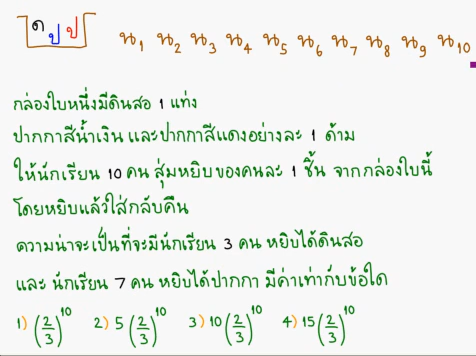 ด ป ป น1 น2 น3 น4 น5 น6 น7 น8 น9 น10
กล่องใบหนึ่งมีดินสอ 1 แท่ง
ปากกาสีน้ำเงิน และปากกาสีแดงอย่างละ 1 ด้าม
ให้นักเรียน 10 คน สุ่มหยิบของคนละ 1 ชิ้น จากกล่องใบนี้
โดยหยิบแล้วใส่กลับคืน
ความน่าจะเป็นที่จะมีนักเรียน 3 คน หยิบได้ดินสอ
และ นักเรียน 7 คน หยิบได้ปากกา มีค่าเท่ากับข้อใด
1) (2/3)^10 2) 5(2/3)^10 3) 10(2/3)^10 4) 15(2/3)^10